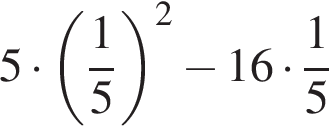 5 · (1/5)² − 16 · 1/5